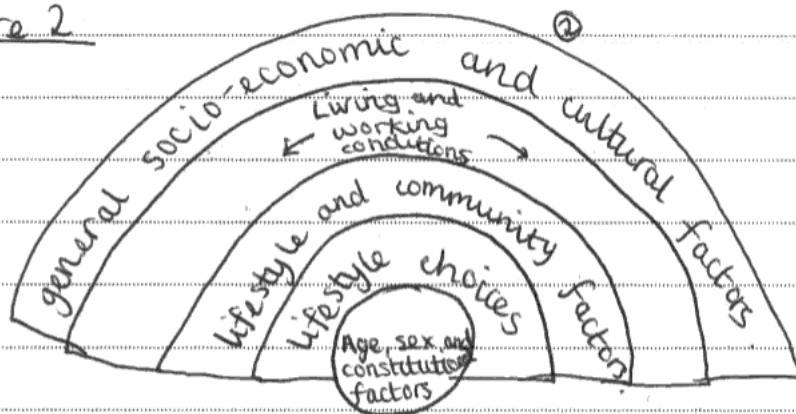 re 2
②
general socio-economic and cultural factors
Living and
working
conditions
lifestyle and community factors
Lifestyle choices
Age, sex and
constitutional
factors